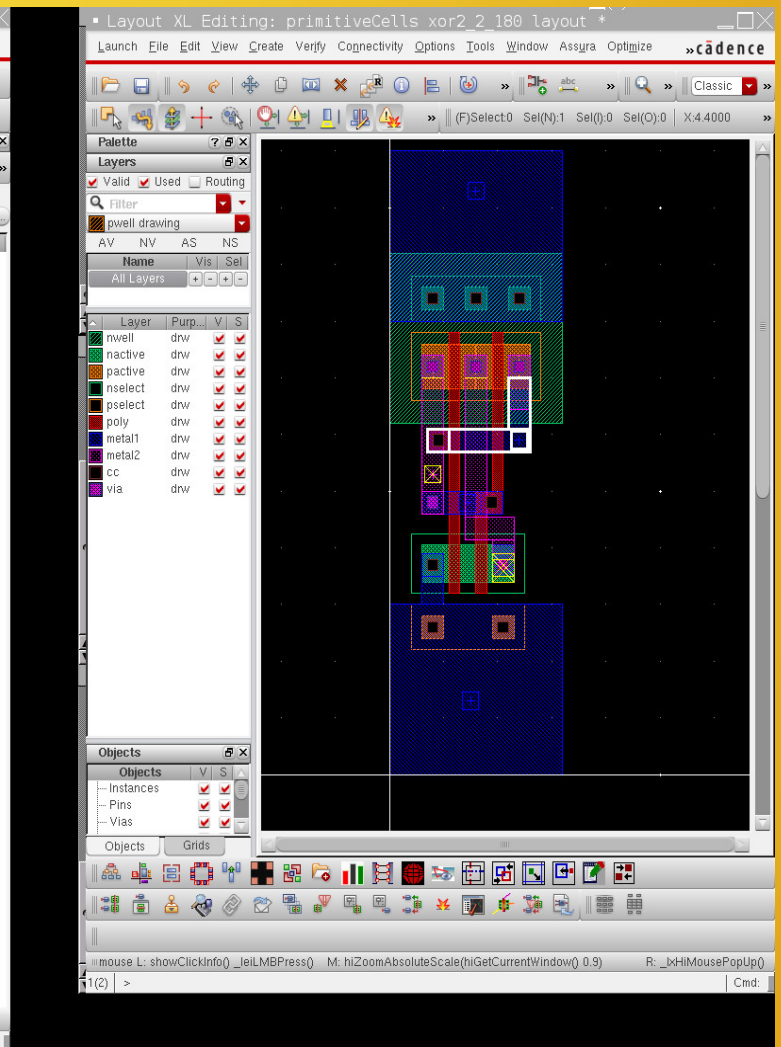 Layout XL Editing: primitiveCells xor2_2_180 layout *
Launch File Edit View Create Verify Connectivity Options Tools Window Assura Optimize cādence
abc
Classic
(F)Select:0 Sel(N):1 Sel(I):0 Sel(O):0 X:4.4000
Palette
Layers
Valid Used Routing
Filter
pwell drawing
AV NV AS NS
Name Vis Sel
All Layers + - + -
Layer Purp... V S
nwell drw
nactive drw
pactive drw
nselect drw
pselect drw
poly drw
metal1 drw
metal2 drw
cc drw
via drw
Objects
Objects V S
Instances
Pins
Vias
Objects Grids
mouse L: showClickInfo() _leiLMBPress() M: hiZoomAbsoluteScale(hiGetCurrentWindow() 0.9) R: _lxHiMousePopUp()
1(2) > Cmd: